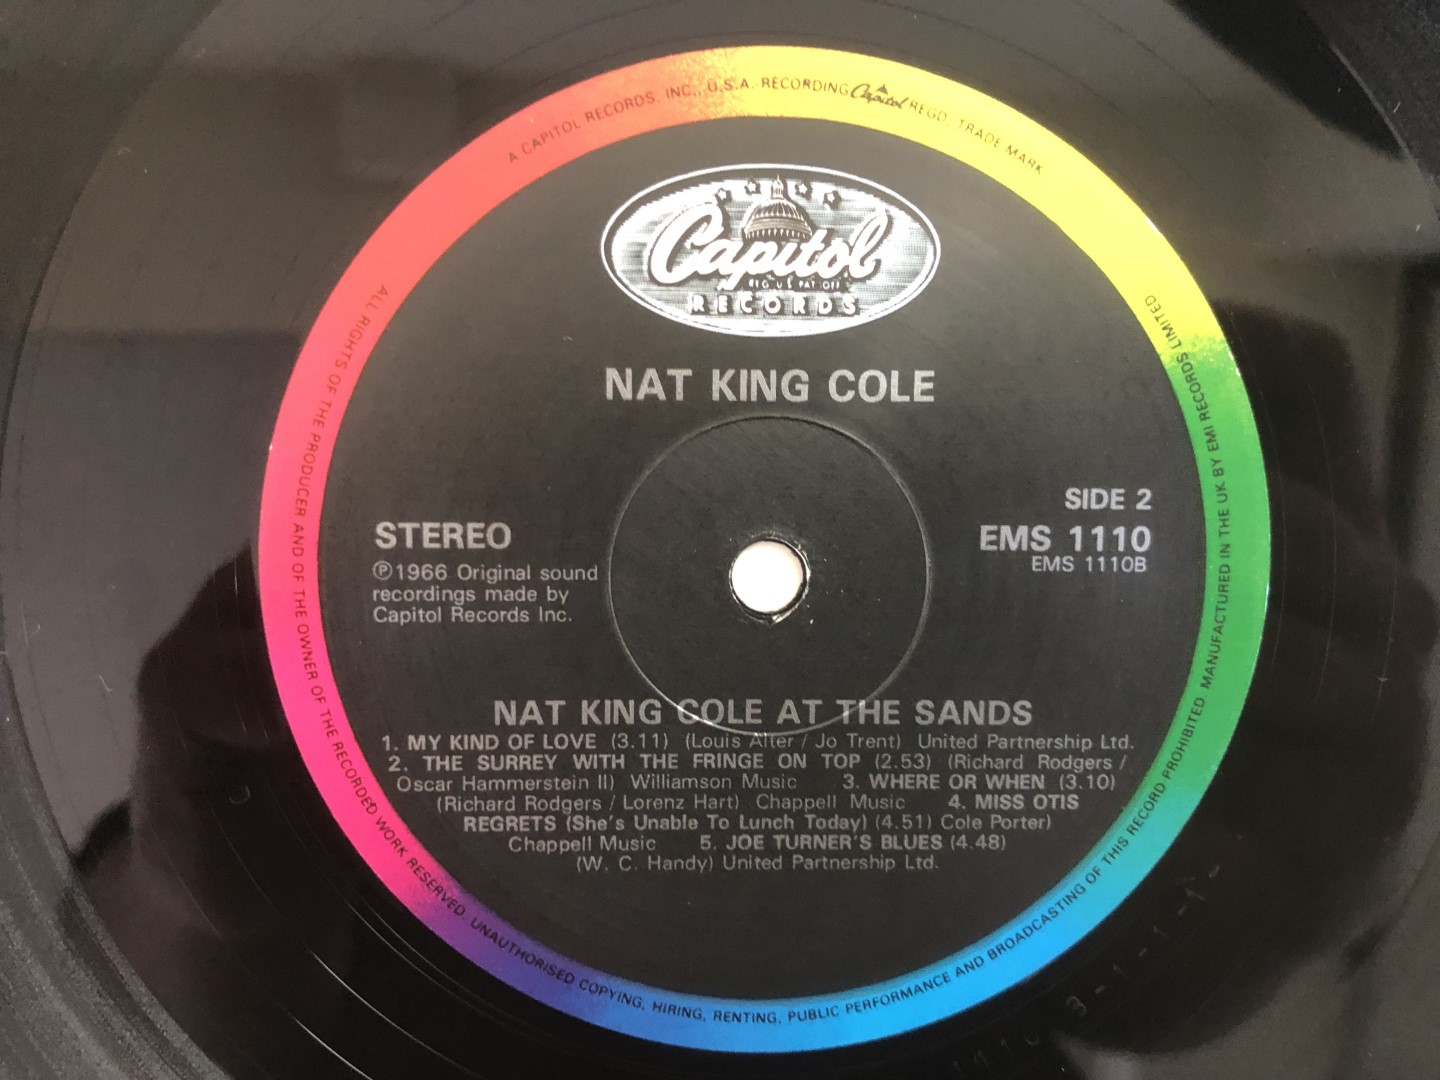 A CAPITOL RECORDS, INC., U.S.A. RECORDING Capitol REGD. TRADE MARK
Capitol
REG. U.S. PAT. OFF.
RECORDS
NAT KING COLE
SIDE 2
STEREO
EMS 1110
EMS 1110B
℗1966 Original sound
recordings made by
Capitol Records Inc.
NAT KING COLE AT THE SANDS
1. MY KIND OF LOVE (3.11) (Louis Alter / Jo Trent) United Partnership Ltd.
2. THE SURREY WITH THE FRINGE ON TOP (2.53) (Richard Rodgers /
Oscar Hammerstein II) Williamson Music 3. WHERE OR WHEN (3.10)
(Richard Rodgers / Lorenz Hart) Chappell Music 4. MISS OTIS
REGRETS (She's Unable To Lunch Today) (4.51) Cole Porter)
Chappell Music 5. JOE TURNER'S BLUES (4.48)
(W. C. Handy) United Partnership Ltd.
ALL RIGHTS OF THE PRODUCER AND OF THE OWNER OF THE RECORDED WORK RESERVED. UNAUTHORISED COPYING, HIRING, RENTING, PUBLIC PERFORMANCE AND BROADCASTING OF THIS RECORD PROHIBITED. MANUFACTURED IN THE UK BY EMI RECORDS LIMITED